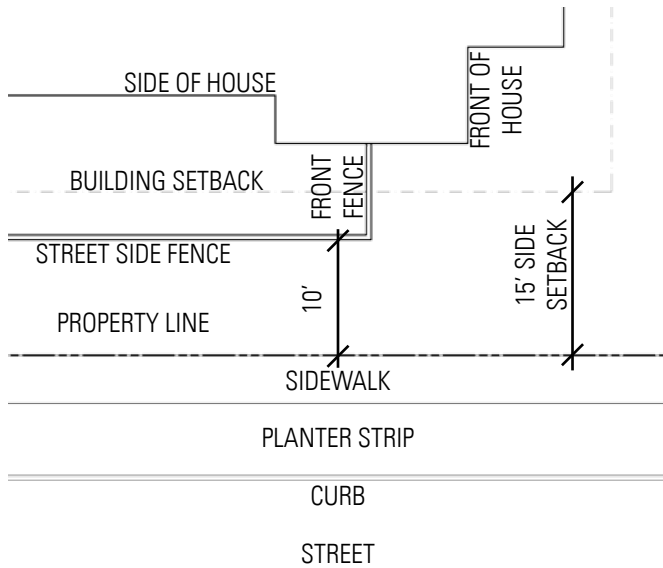 SIDE OF HOUSE
FRONT OF
HOUSE
BUILDING SETBACK
FRONT
FENCE
STREET SIDE FENCE
10′
15′ SIDE
SETBACK
PROPERTY LINE
SIDEWALK
PLANTER STRIP
CURB
STREET